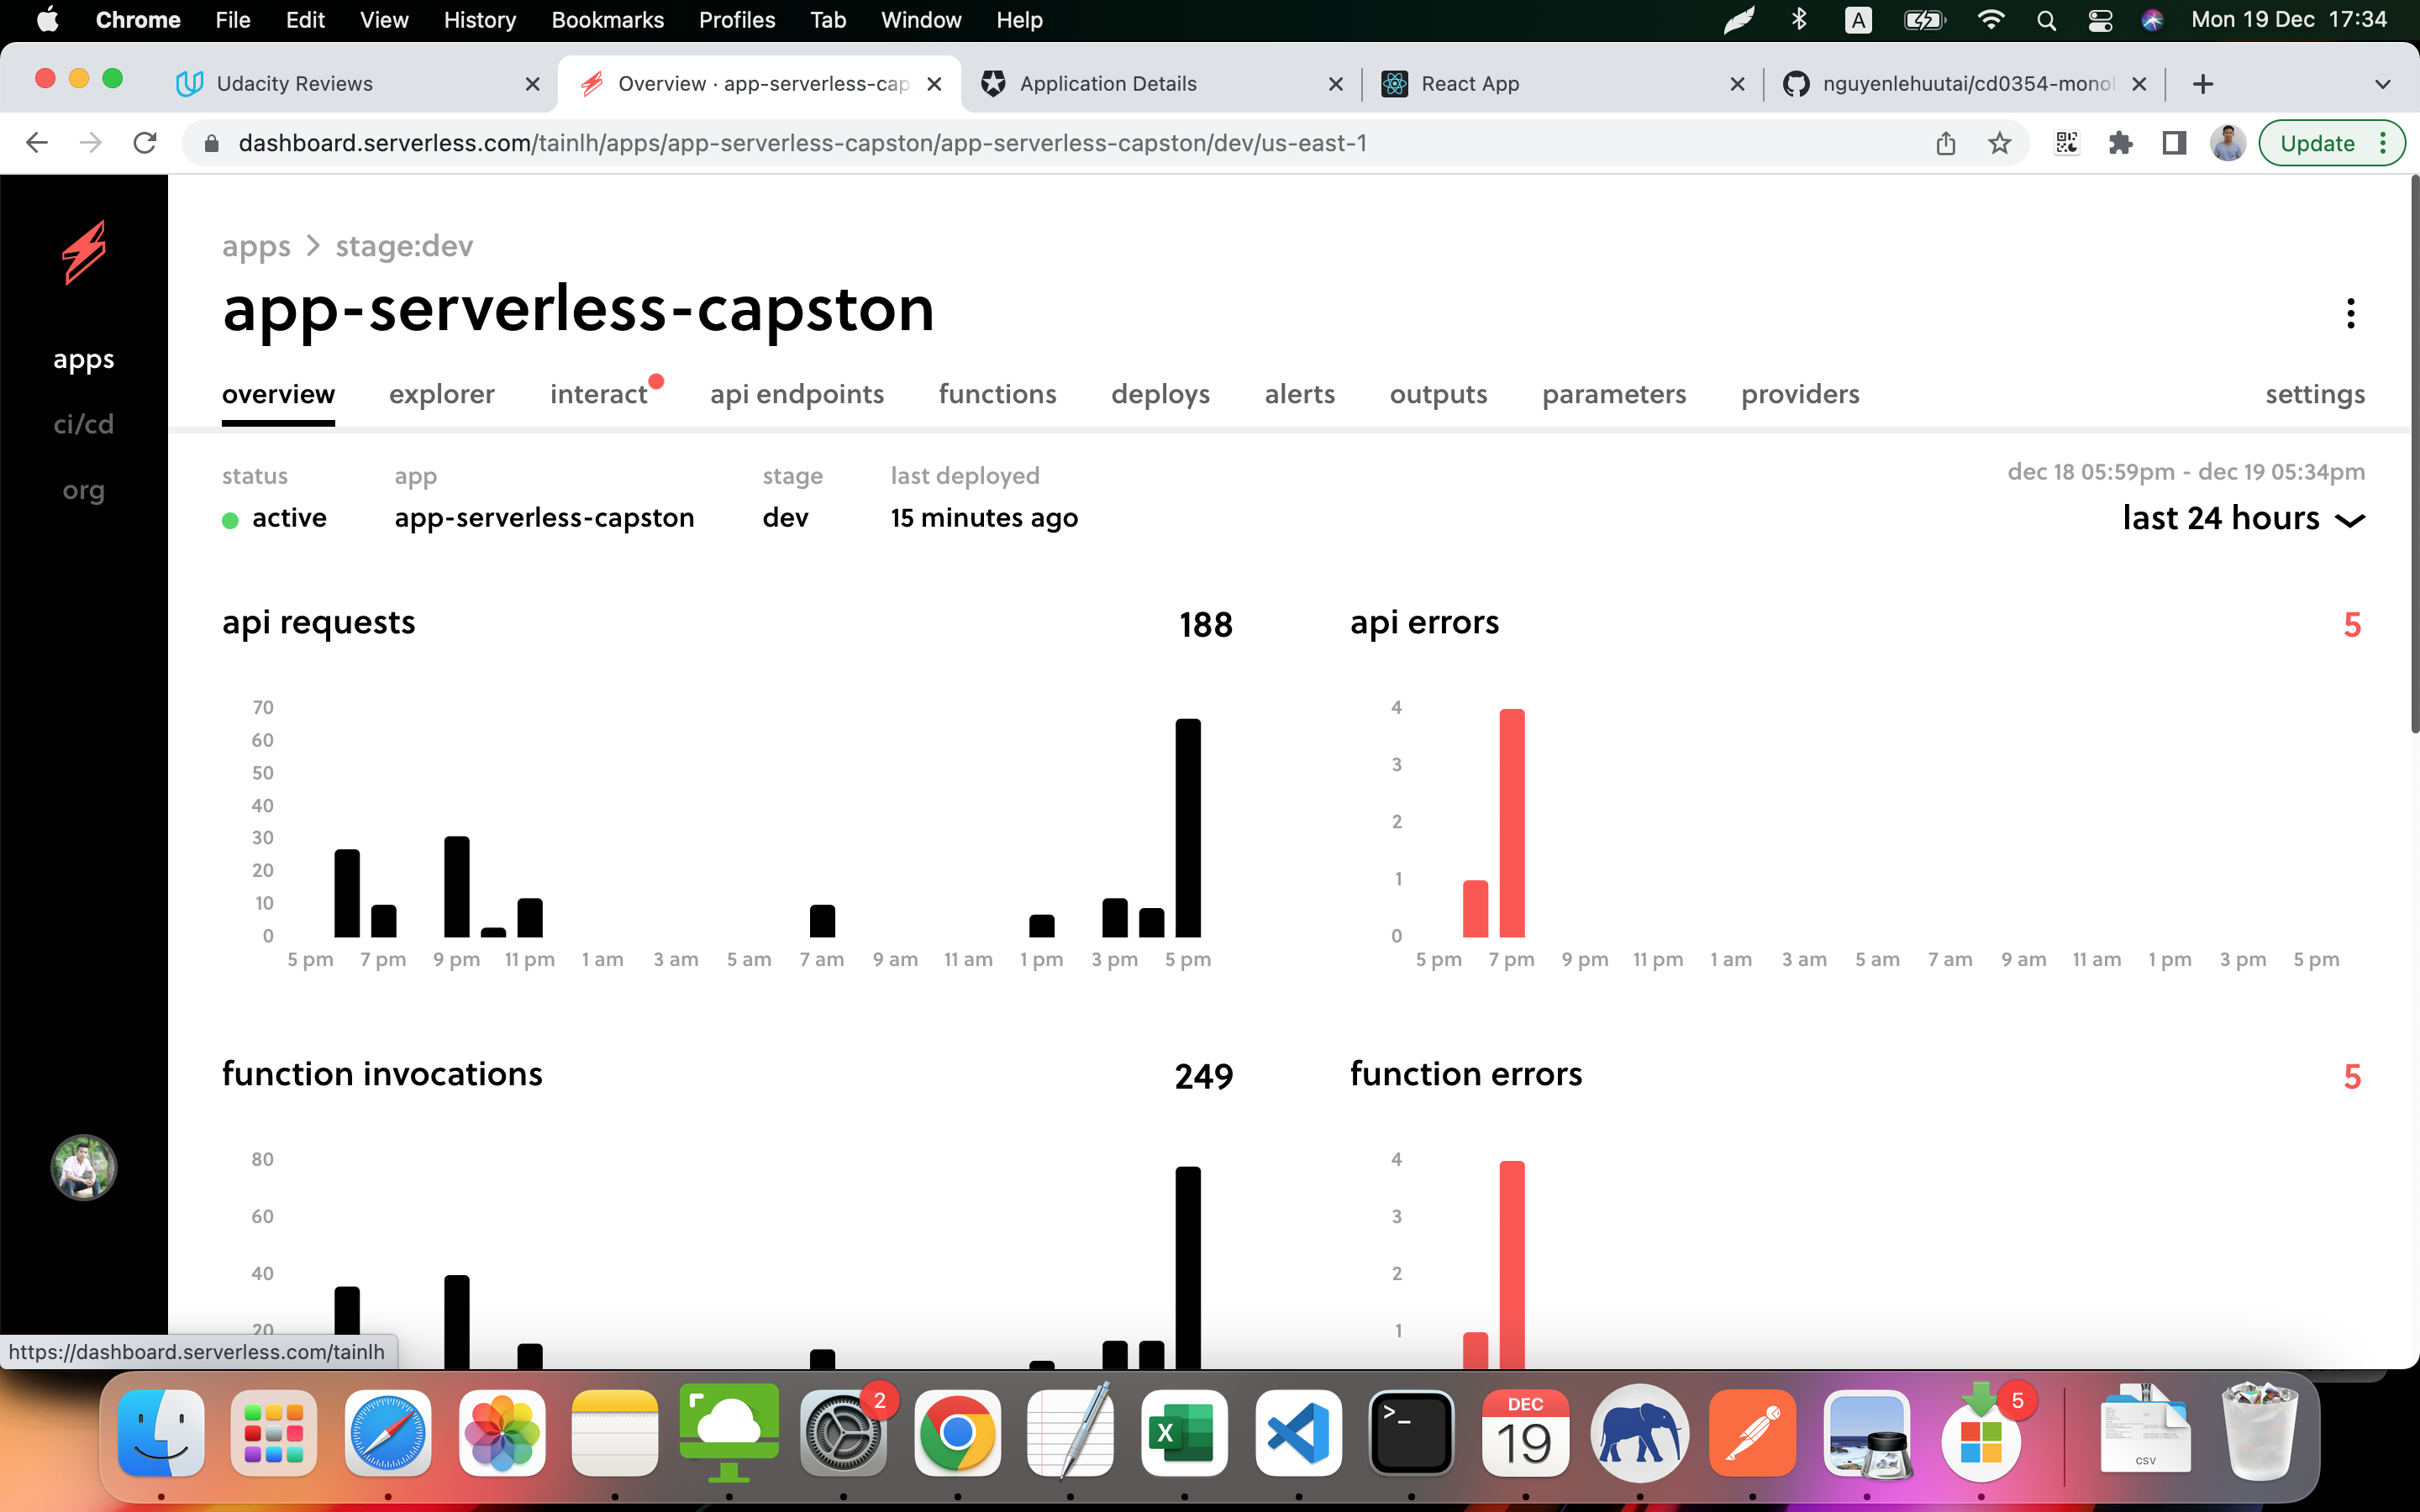 Chrome File Edit View History Bookmarks Profiles Tab Window Help A Mon 19 Dec 17:34
Udacity Reviews Overview · app-serverless-cap Application Details React App nguyenlehuutai/cd0354-monol
dashboard.serverless.com/tainlh/apps/app-serverless-capston/app-serverless-capston/dev/us-east-1 Update
apps
ci/cd
org
apps > stage:dev
app-serverless-capston
overview explorer interact api endpoints functions deploys alerts outputs parameters providers settings
status app stage last deployed dec 18 05:59pm - dec 19 05:34pm
active app-serverless-capston dev 15 minutes ago last 24 hours
api requests 188
70
60
50
40
30
20
10
0
5 pm 7 pm 9 pm 11 pm 1 am 3 am 5 am 7 am 9 am 11 am 1 pm 3 pm 5 pm
api errors 5
4
3
2
1
0
5 pm 7 pm 9 pm 11 pm 1 am 3 am 5 am 7 am 9 am 11 am 1 pm 3 pm 5 pm
function invocations 249
80
60
40
20
function errors 5
4
3
2
1
https://dashboard.serverless.com/tainlh
2
X
>_
DEC
19
5
CSV